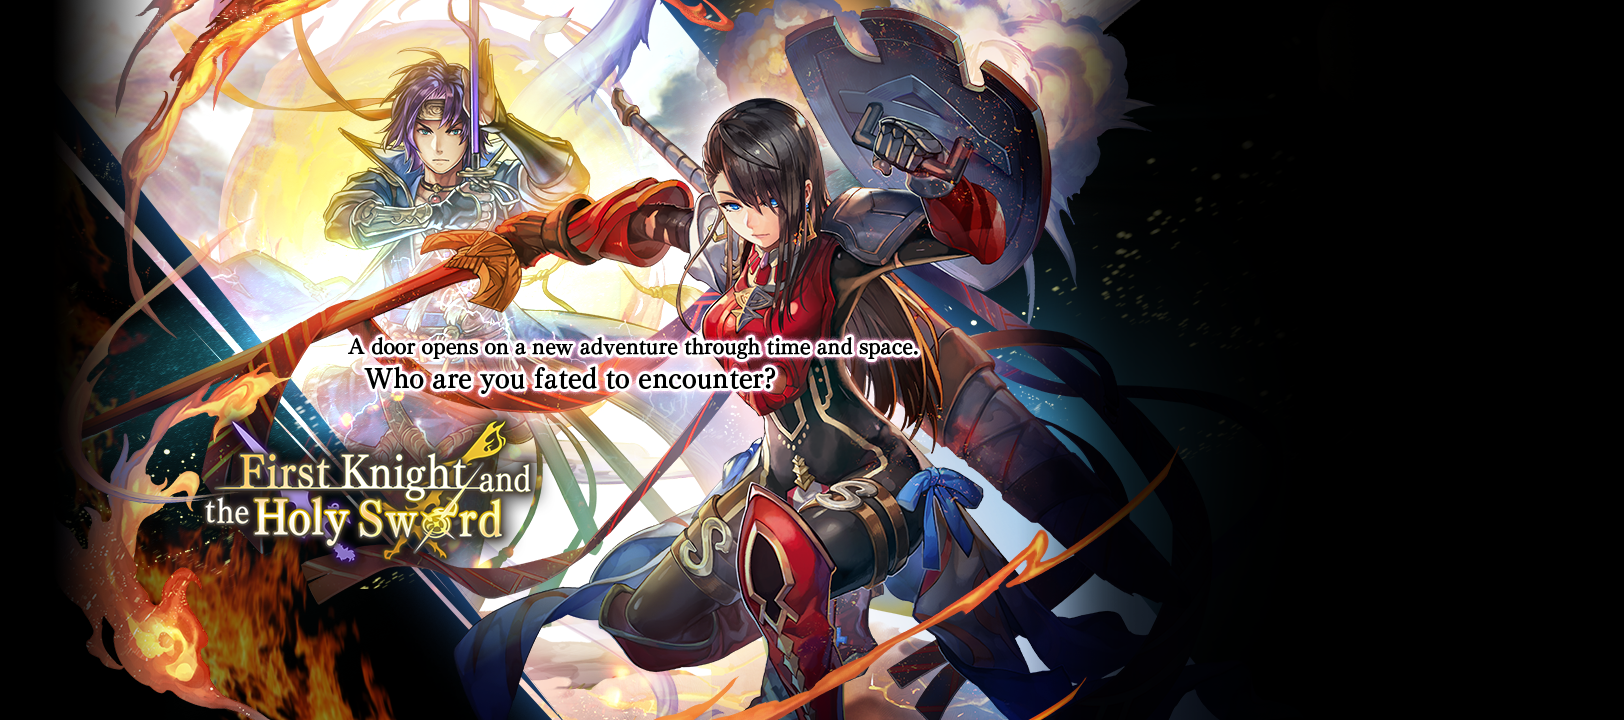 A door opens on a new adventure through time and space.
Who are you fated to encounter?
First Knight and
the Holy Sword